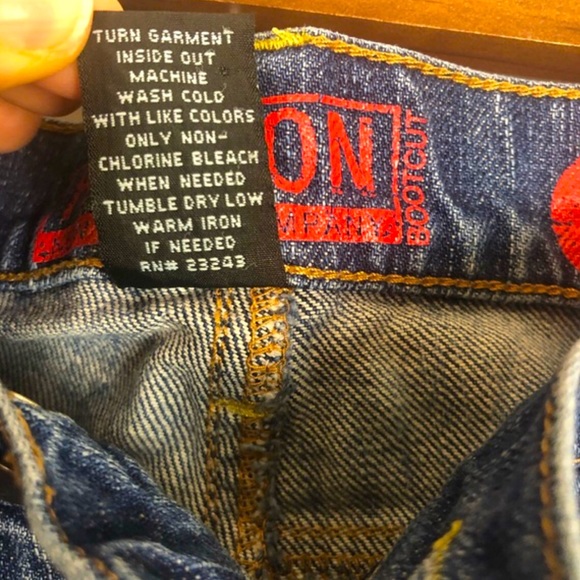 TURN GARMENT
INSIDE OUT
MACHINE
WASH COLD
WITH LIKE COLORS
ONLY NON-
CHLORINE BLEACH
WHEN NEEDED
TUMBLE DRY LOW
WARM IRON
IF NEEDED
RN# 23243
ON
MPANY
BOOTCUT